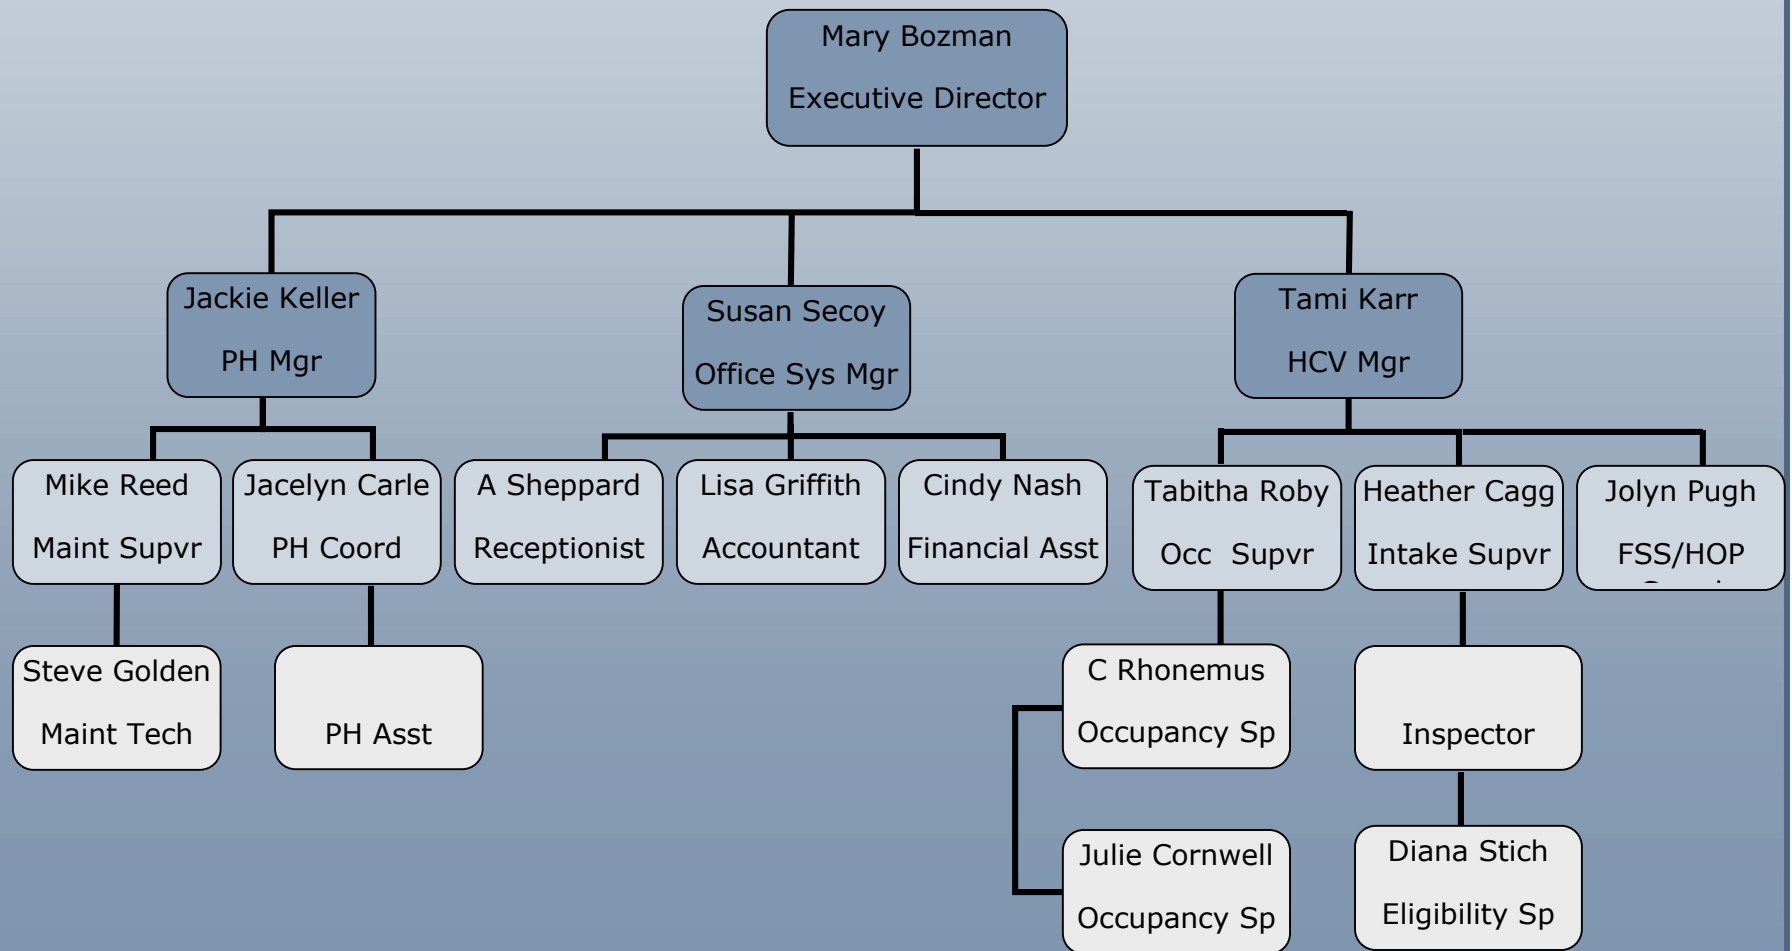 Mary Bozman
Executive Director
Jackie Keller
PH Mgr
Susan Secoy
Office Sys Mgr
Tami Karr
HCV Mgr
Mike Reed
Maint Supvr
Jacelyn Carle
PH Coord
A Sheppard
Receptionist
Lisa Griffith
Accountant
Cindy Nash
Financial Asst
Tabitha Roby
Occ  Supvr
Heather Cagg
Intake Supvr
Jolyn Pugh
FSS/HOP
Steve Golden
Maint Tech
PH Asst
C Rhonemus
Occupancy Sp
Inspector
Julie Cornwell
Occupancy Sp
Diana Stich
Eligibility Sp